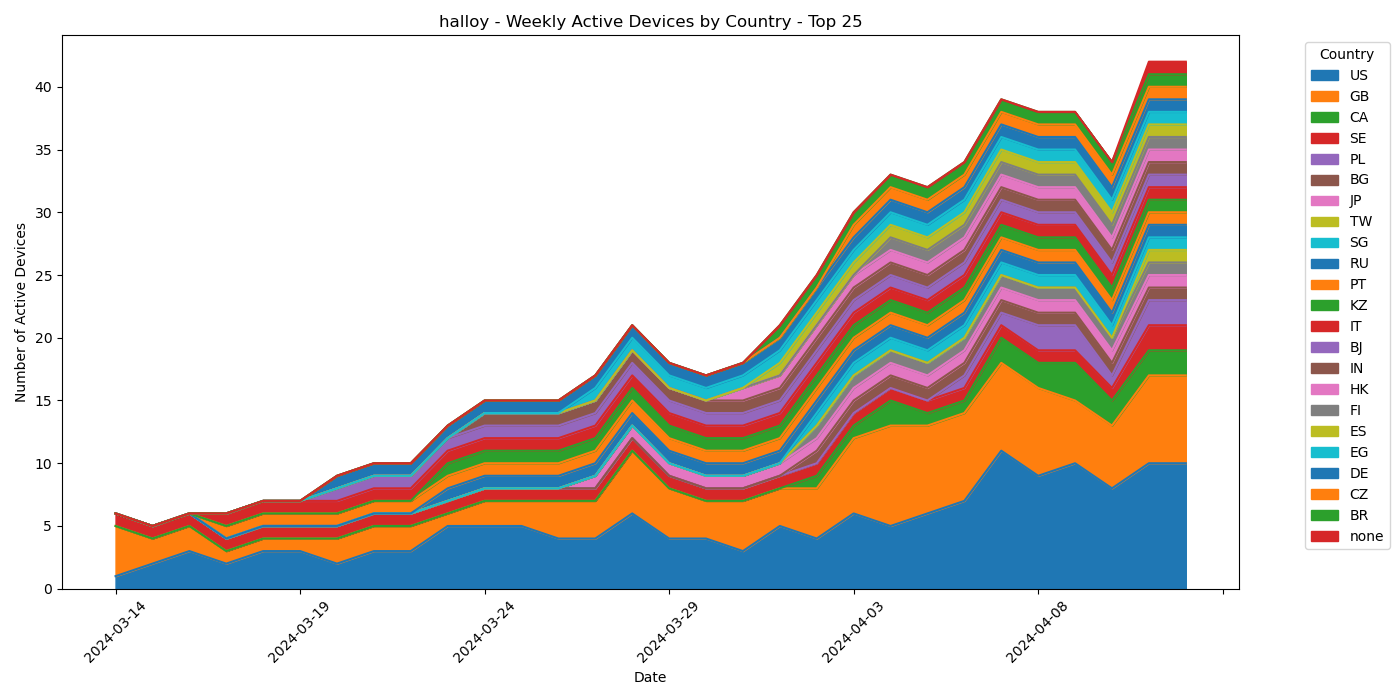 halloy - Weekly Active Devices by Country - Top 25
Number of Active Devices
40
35
30
25
20
15
10
5
0
2024-03-14
2024-03-19
2024-03-24
2024-03-29
2024-04-03
2024-04-08
Date
Country
US
GB
CA
SE
PL
BG
JP
TW
SG
RU
PT
KZ
IT
BJ
IN
HK
FI
ES
EG
DE
CZ
BR
none